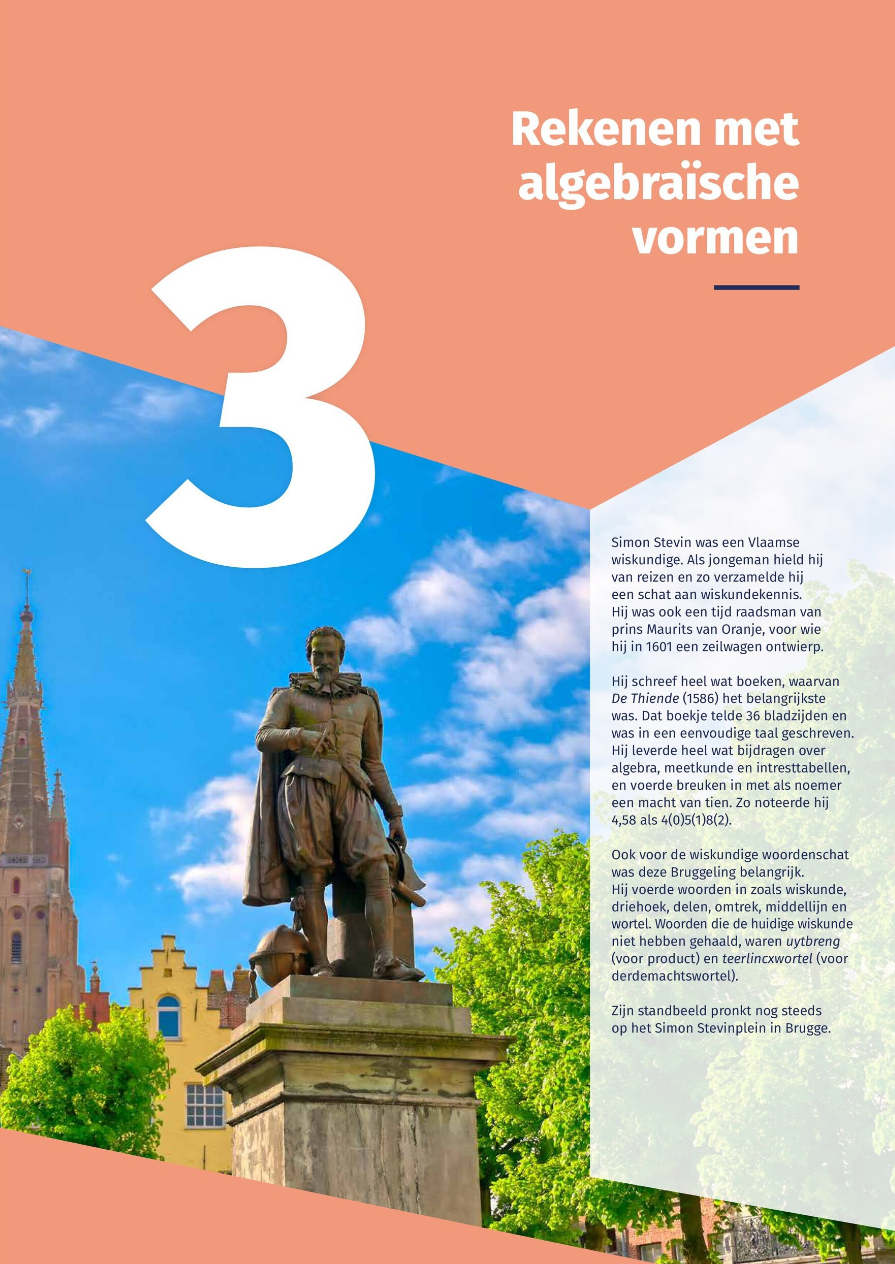 Rekenen met
algebraïsche
vormen
3
Simon Stevin was een Vlaamse
wiskundige. Als jongeman hield hij
van reizen en zo verzamelde hij
een schat aan wiskundekennis.
Hij was ook een tijd raadsman van
prins Maurits van Oranje, voor wie
hij in 1601 een zeilwagen ontwierp.
Hij schreef heel wat boeken, waarvan
De Thiende (1586) het belangrijkste
was. Dat boekje telde 36 bladzijden en
was in een eenvoudige taal geschreven.
Hij leverde heel wat bijdragen over
algebra, meetkunde en intresttabellen,
en voerde breuken in met als noemer
een macht van tien. Zo noteerde hij
4,58 als 4(0)5(1)8(2).
Ook voor de wiskundige woordenschat
was deze Bruggeling belangrijk.
Hij voerde woorden in zoals wiskunde,
driehoek, delen, omtrek, middellijn en
wortel. Woorden die de huidige wiskunde
niet hebben gehaald, waren uytbreng
(voor product) en teerlincxwortel (voor
derdemachtswortel).
Zijn standbeeld pronkt nog steeds
op het Simon Stevinplein in Brugge.